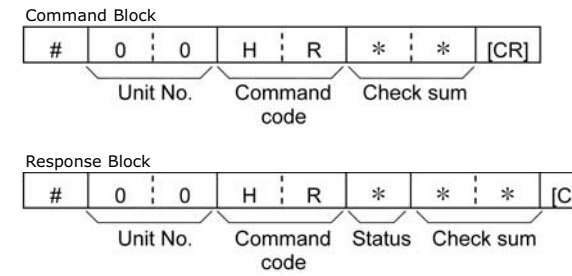 Command Block
# 0 0 H R * * [CR]
Unit No. Command code Check sum
Response Block
# 0 0 H R * * * [C
Unit No. Command code Status Check sum